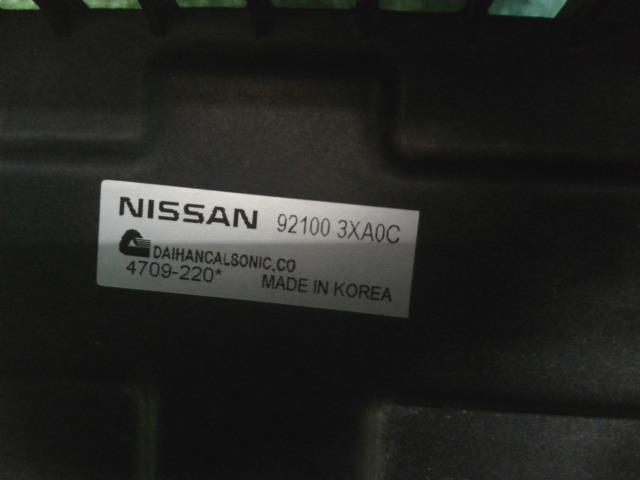 NISSAN 92100 3XA0C
DAIHANCALSONIC.CO
4709-220*
MADE IN KOREA